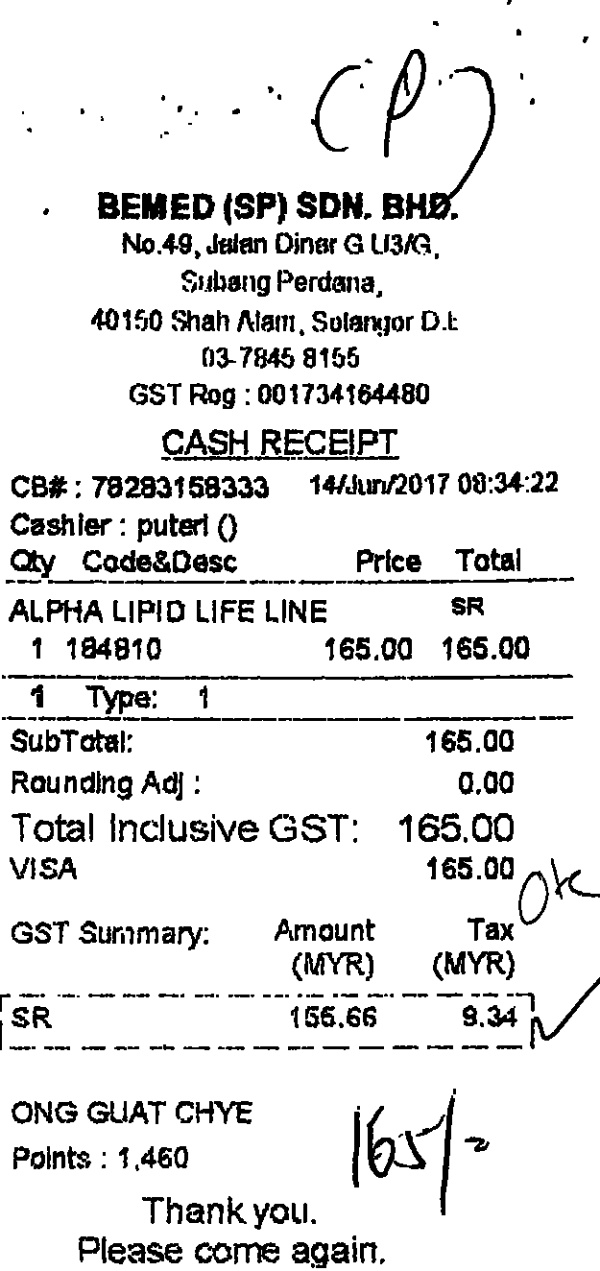 (P)
BEMED (SP) SDN. BHD.
No.49, Jalan Dinar G U3/G,
Subang Perdana,
40150 Shah Alam, Selangor D.E
03-7845 8155
GST Reg : 001734164480
CASH RECEIPT
CB# : 78283158333 14/Jun/2017 08:34:22
Cashier : puteri ()
Qty Code&Desc Price Total
ALPHA LIPID LIFE LINE SR
1 184810 165.00 165.00
1 Type: 1
SubTotal: 165.00
Rounding Adj : 0.00
Total Inclusive GST: 165.00
VISA 165.00
GST Summary: Amount Tax
(MYR) (MYR)
SR 155.66 9.34
ONG GUAT CHYE
Points : 1,460
165/=
Thank you.
Please come again.